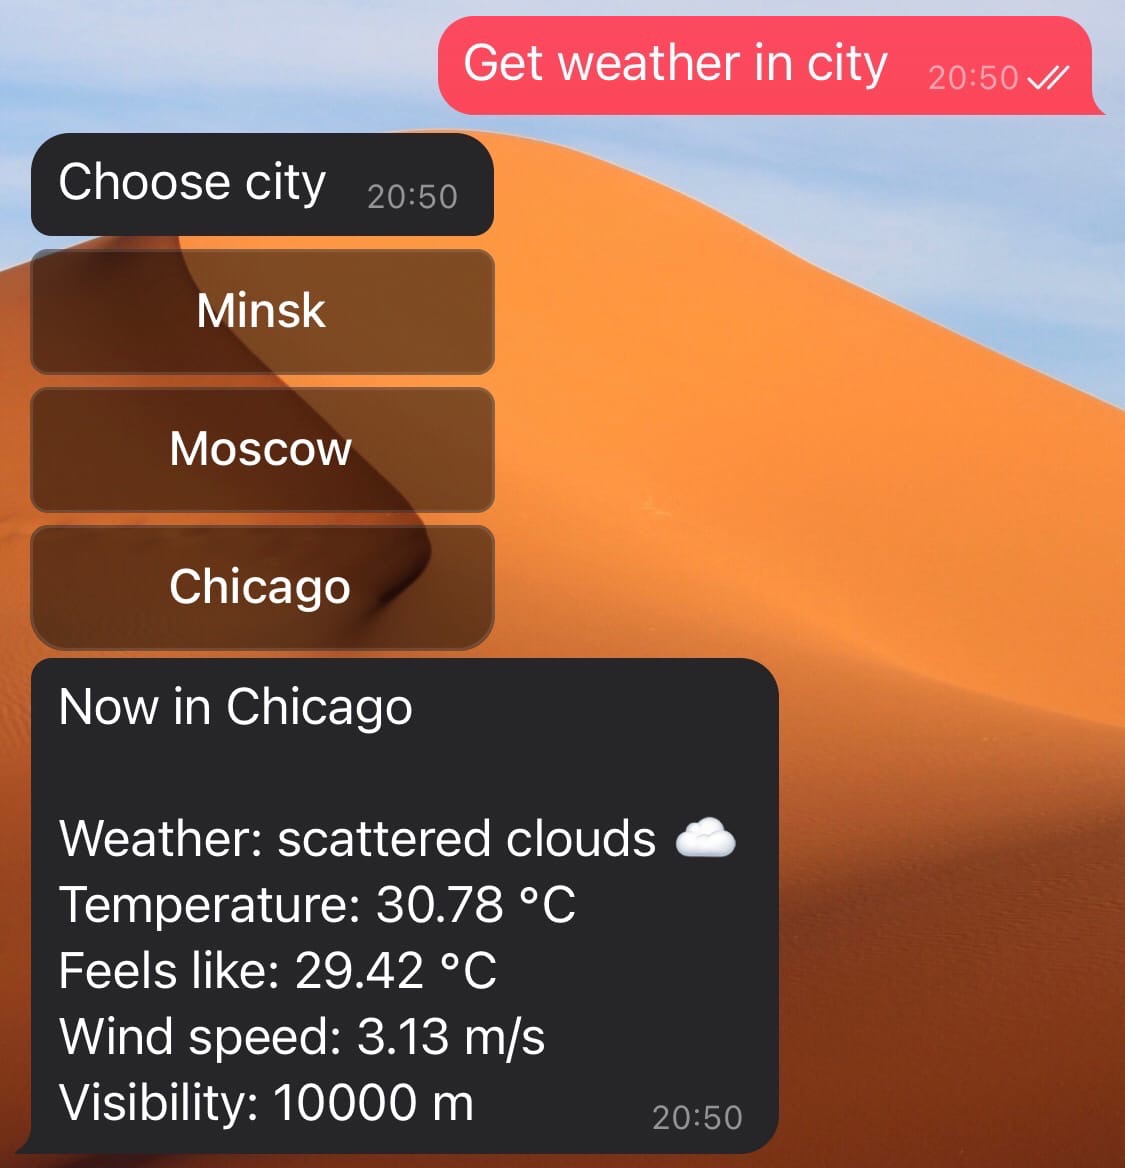 Get weather in city 20:50
Choose city 20:50
Minsk
Moscow
Chicago
Now in Chicago
Weather: scattered clouds ☁️
Temperature: 30.78 °C
Feels like: 29.42 °C
Wind speed: 3.13 m/s
Visibility: 10000 m 20:50